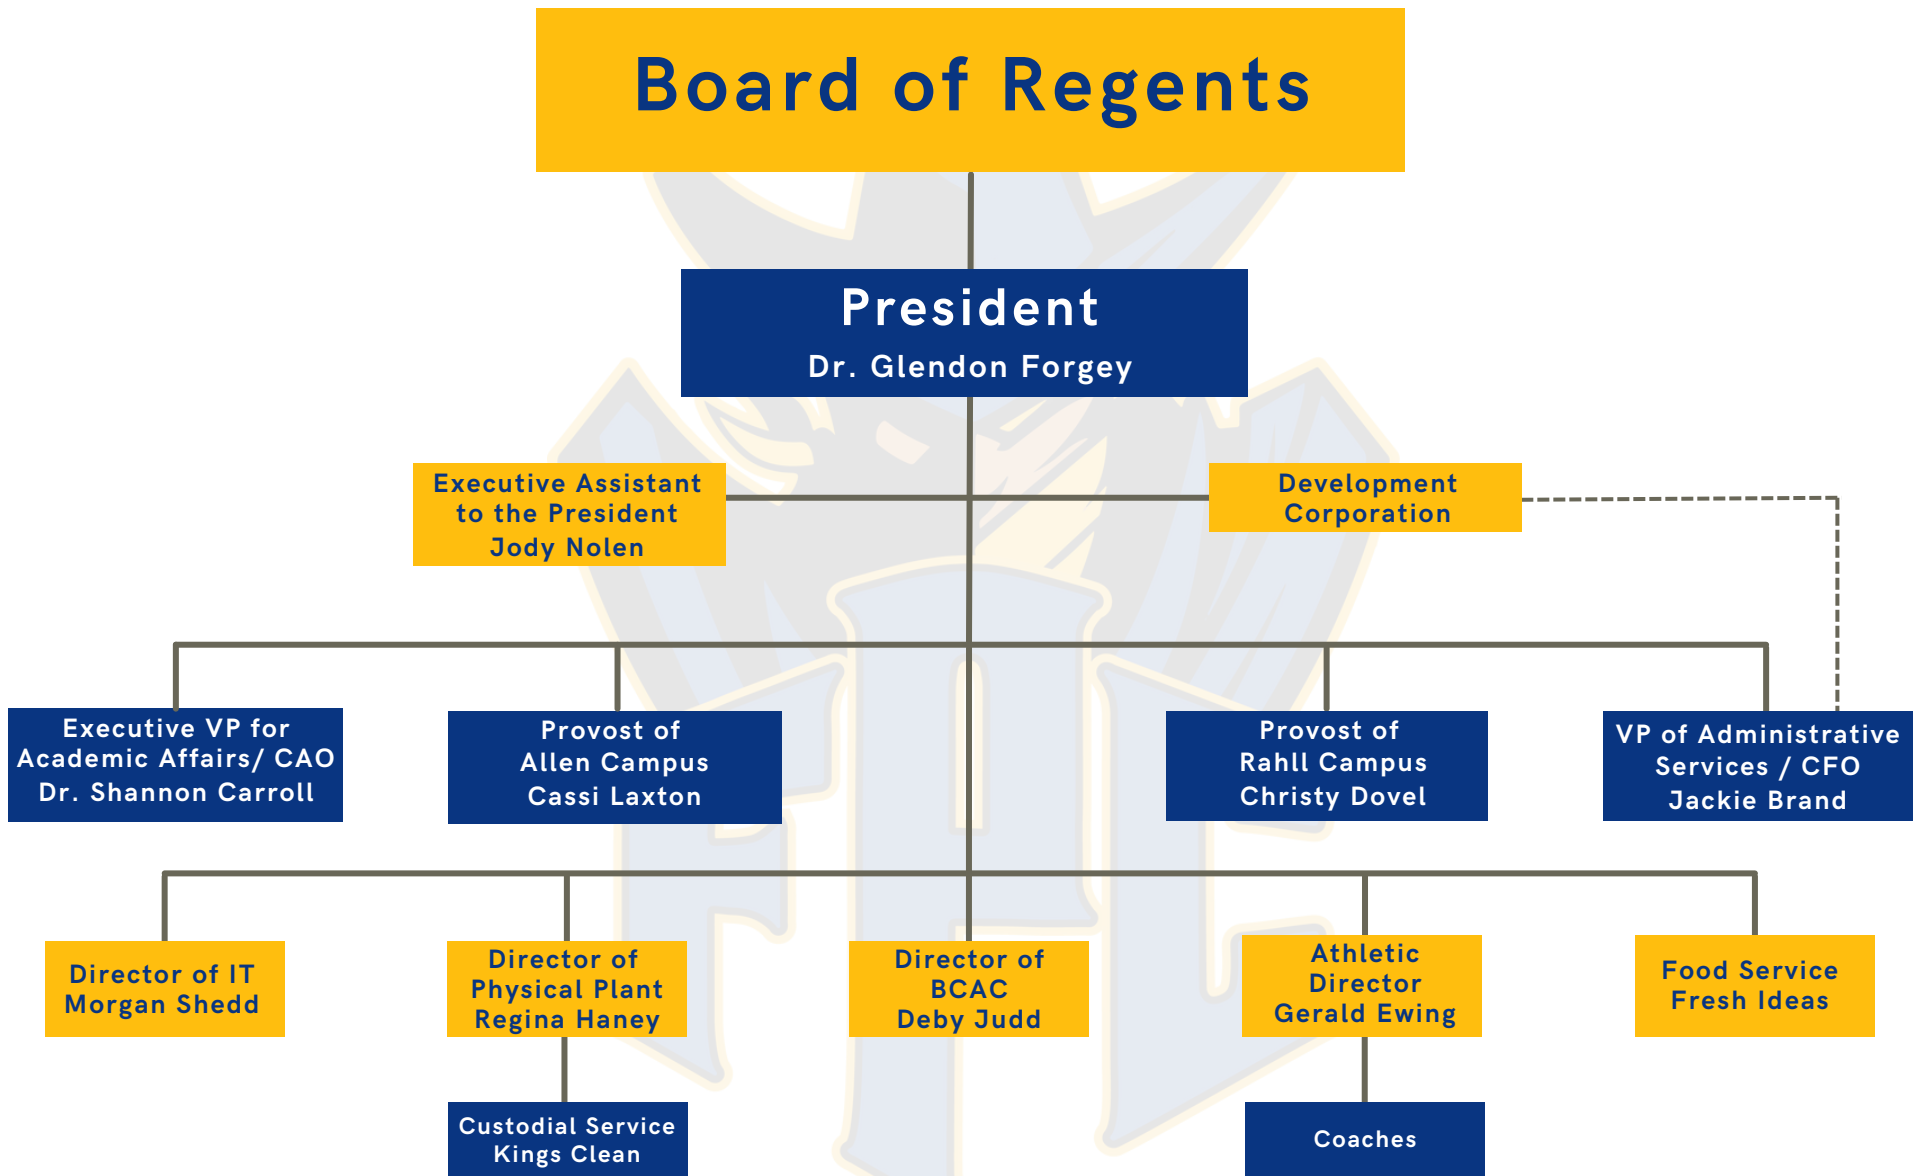 Board of Regents
President
Dr. Glendon Forgey
Executive Assistant
to the President
Jody Nolen
Development
Corporation
Executive VP for
Academic Affairs/ CAO
Dr. Shannon Carroll
Provost of
Allen Campus
Cassi Laxton
Provost of
Rahll Campus
Christy Dovel
VP of Administrative
Services / CFO
Jackie Brand
Director of IT
Morgan Shedd
Director of
Physical Plant
Regina Haney
Director of
BCAC
Deby Judd
Athletic
Director
Gerald Ewing
Food Service
Fresh Ideas
Custodial Service
Kings Clean
Coaches